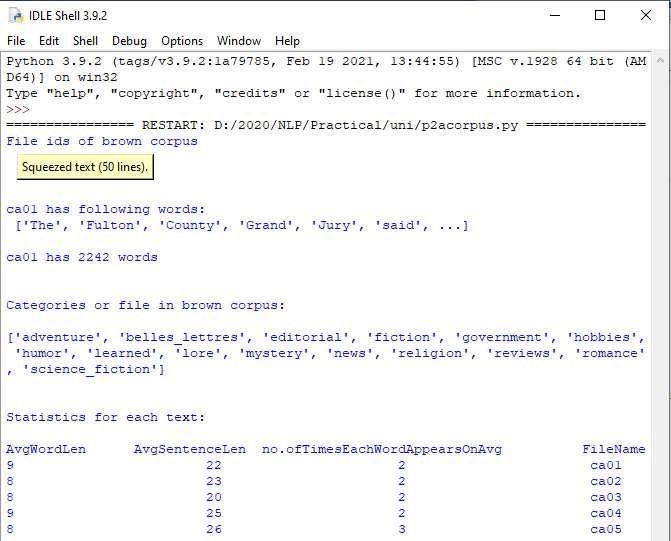 IDLE Shell 3.9.2
File Edit Shell Debug Options Window Help
Python 3.9.2 (tags/v3.9.2:1a79785, Feb 19 2021, 13:44:55) [MSC v.1928 64 bit (AM
D64)] on win32
Type "help", "copyright", "credits" or "license()" for more information.
>>>
================ RESTART: D:/2020/NLP/Practical/uni/p2acorpus.py ===============
File ids of brown corpus
Squeezed text (50 lines).
ca01 has following words:
['The', 'Fulton', 'County', 'Grand', 'Jury', 'said', ...]
ca01 has 2242 words
Categories or file in brown corpus:
['adventure', 'belles_lettres', 'editorial', 'fiction', 'government', 'hobbies',
'humor', 'learned', 'lore', 'mystery', 'news', 'religion', 'reviews', 'romance'
, 'science_fiction']
Statistics for each text:
AvgWordLen AvgSentenceLen no.ofTimesEachWordAppearsOnAvg FileName
9 22 2 ca01
8 23 2 ca02
8 20 2 ca03
9 25 2 ca04
8 26 3 ca05